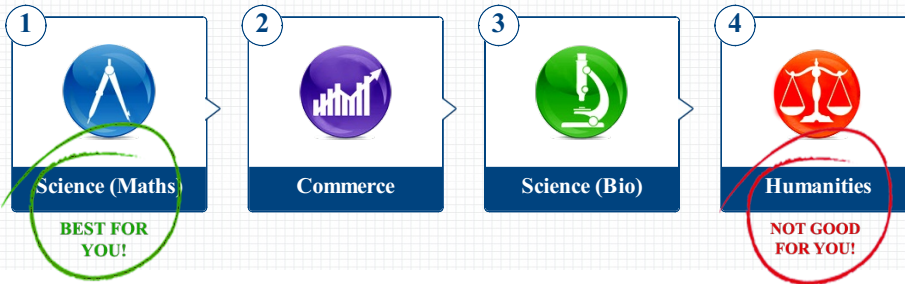 1
2
3
4
Science (Maths)
Commerce
Science (Bio)
Humanities
BEST FOR
YOU!
NOT GOOD
FOR YOU!